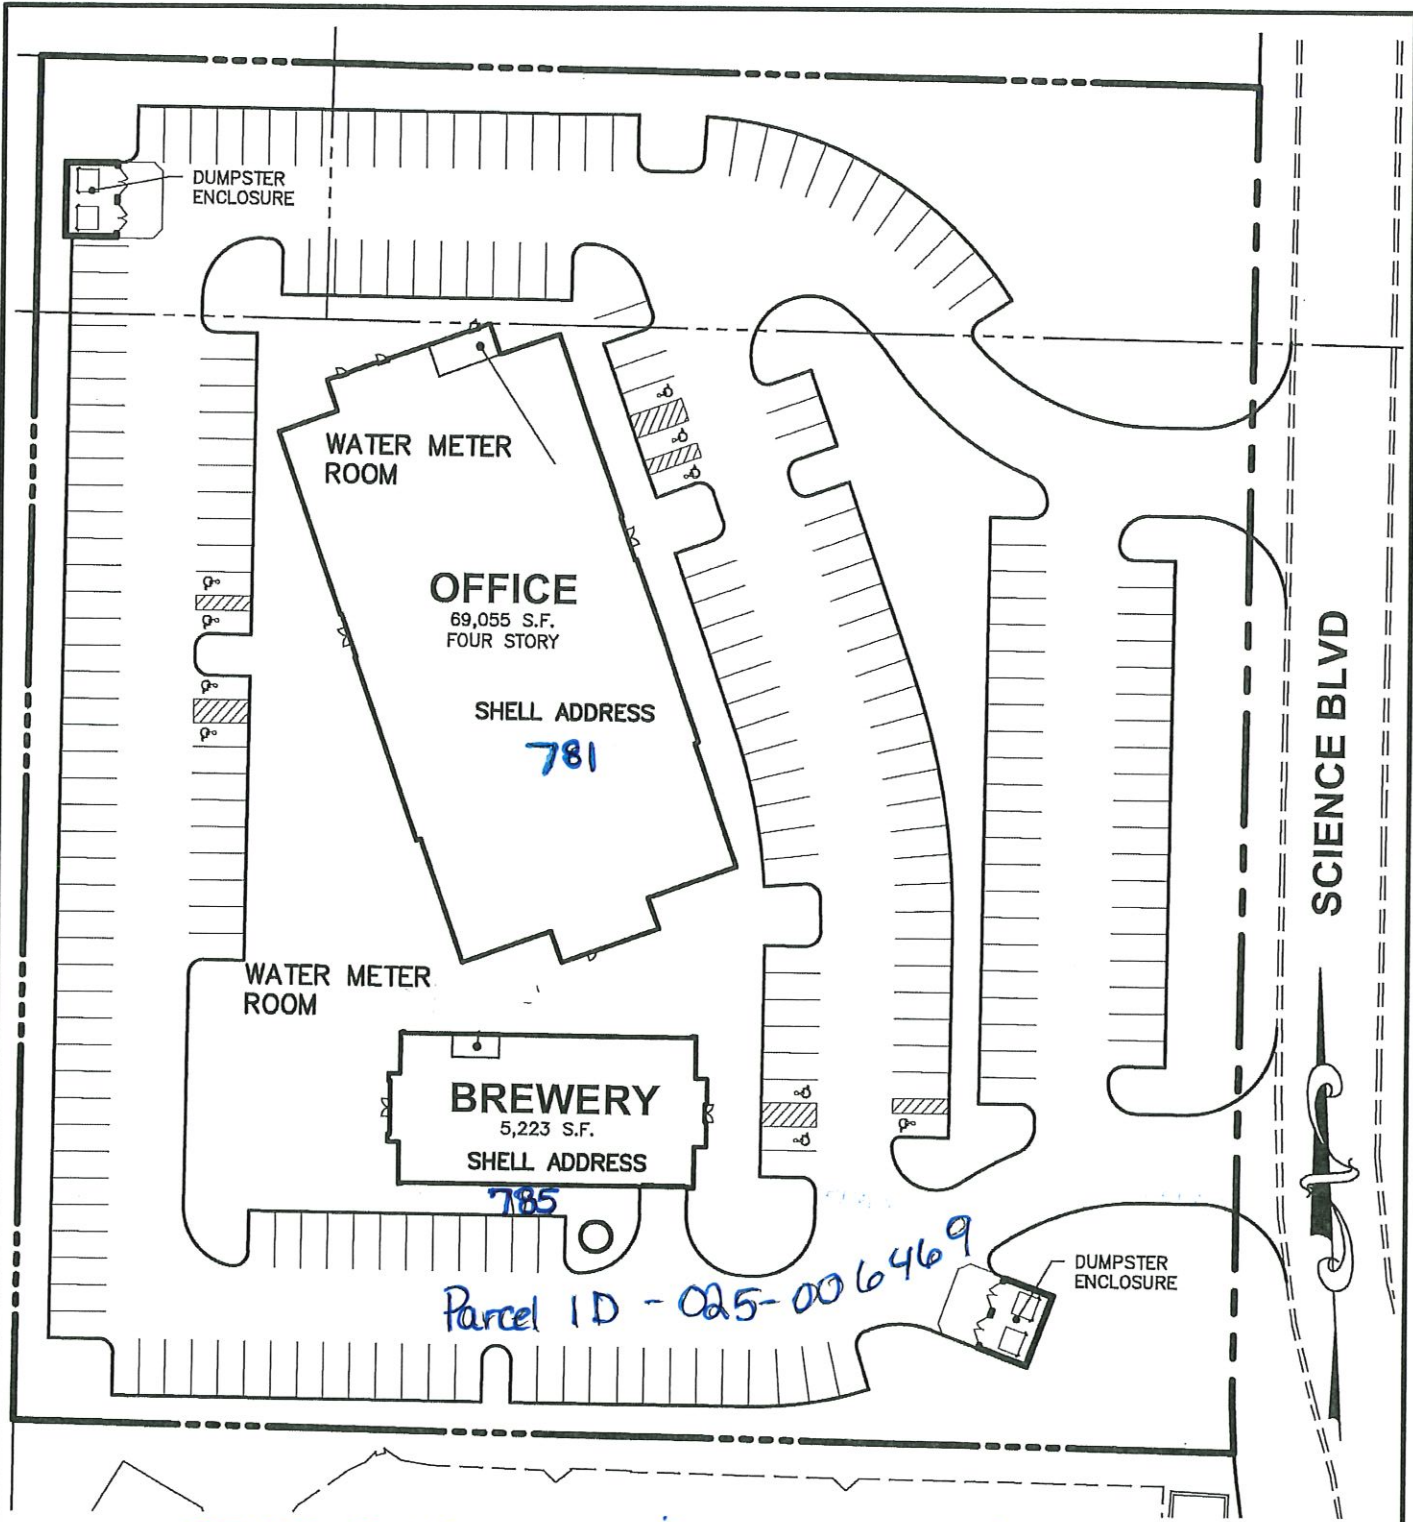 DUMPSTER
ENCLOSURE
WATER METER
ROOM
OFFICE
69,055 S.F.
FOUR STORY
SHELL ADDRESS
781
SCIENCE BLVD
WATER METER
ROOM
BREWERY
5,223 S.F.
SHELL ADDRESS
785
Parcel ID - 025-006469
DUMPSTER
ENCLOSURE